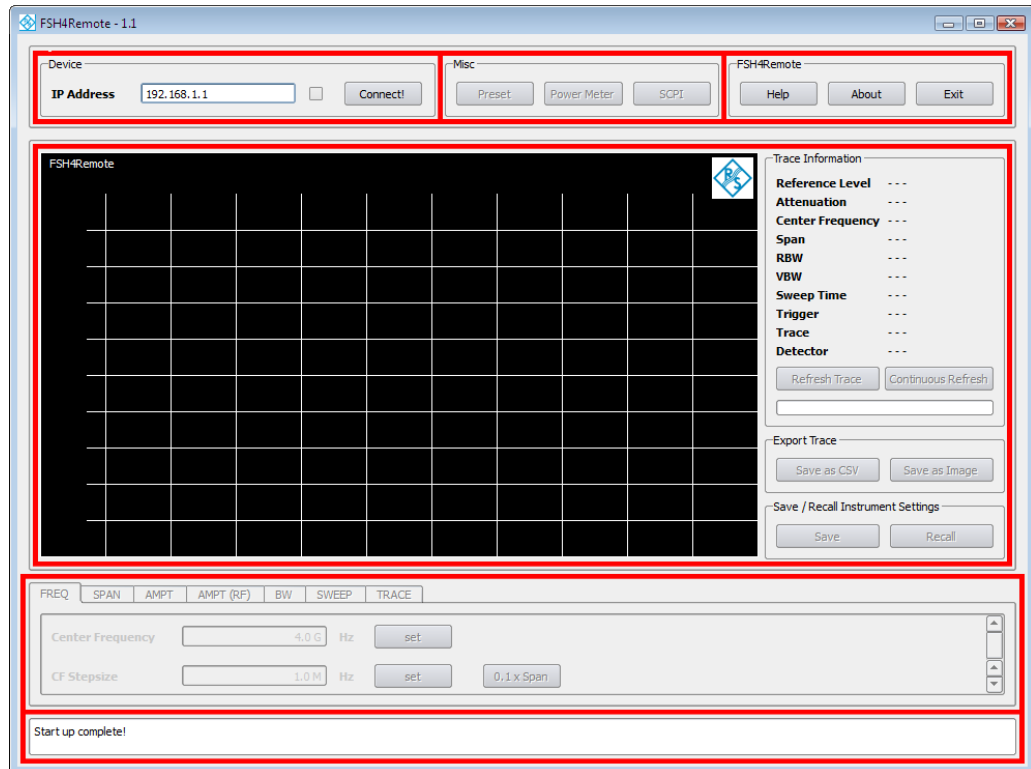 FSH4Remote - 1.1
Device
Misc
FSH4Remote
IP Address 192.168.1.1 Connect!
Preset Power Meter SCPI
Help About Exit
FSH4Remote
R&S
Trace Information
Reference Level ---
Attenuation ---
Center Frequency ---
Span ---
RBW ---
VBW ---
Sweep Time ---
Trigger ---
Trace ---
Detector ---
Refresh Trace Continuous Refresh
Export Trace
Save as CSV Save as Image
Save / Recall Instrument Settings
Save Recall
FREQ SPAN AMPT AMPT (RF) BW SWEEP TRACE
Center Frequency 4.0 G Hz set
CF Stepsize 1.0 M Hz set 0.1 x Span
Start up complete!